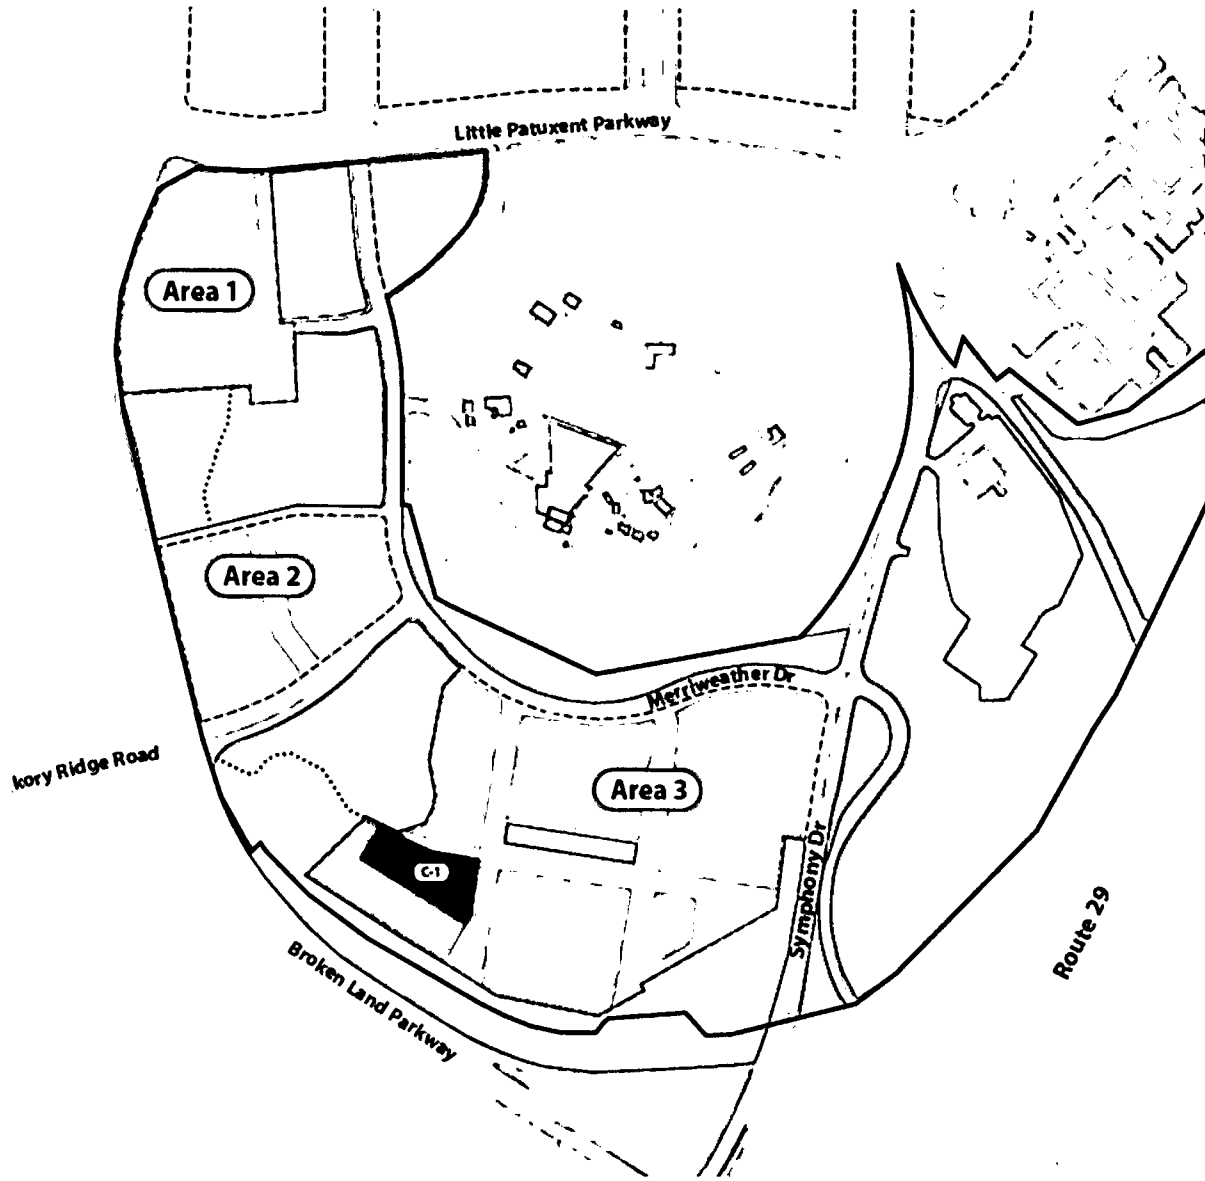 Little Patuxent Parkway
Area 1
Area 2
Merriweather Dr
kory Ridge Road
Area 3
C-1
Symphony Dr
Route 29
Broken Land Parkway